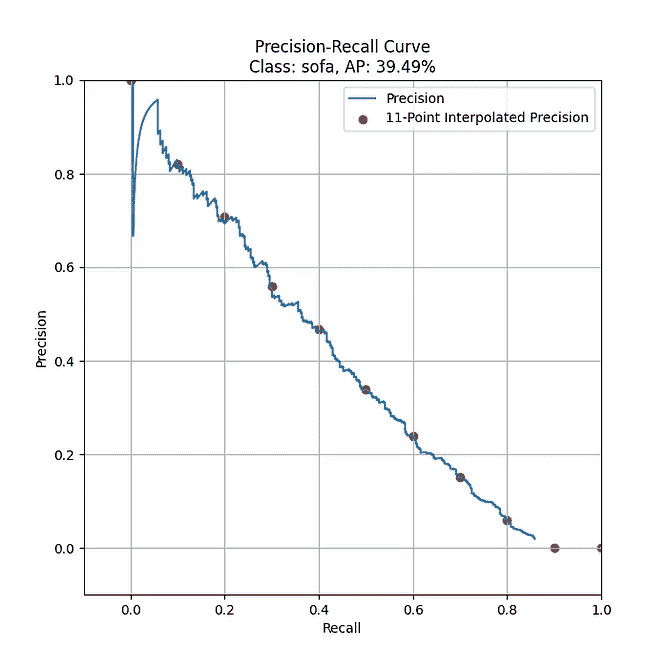 Precision-Recall Curve
Class: sofa, AP: 39.49%
Precision
11-Point Interpolated Precision
1.0
0.8
0.6
0.4
0.2
0.0
Precision
0.0 0.2 0.4 0.6 0.8 1.0
Recall